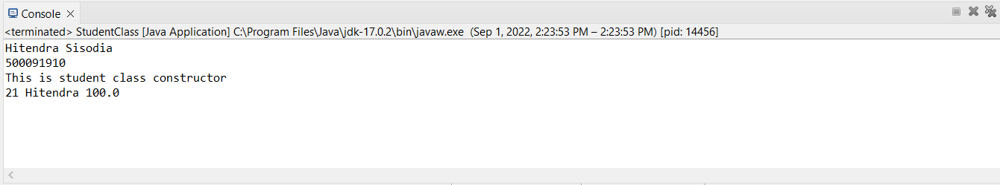 Console
<terminated> StudentClass [Java Application] C:\Program Files\Java\jdk-17.0.2\bin\javaw.exe (Sep 1, 2022, 2:23:53 PM – 2:23:53 PM) [pid: 14456]
Hitendra Sisodia
500091910
This is student class constructor
21 Hitendra 100.0